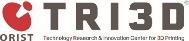 TRI3D®
ORIST Technology Research & Innovation Center for 3D Printing